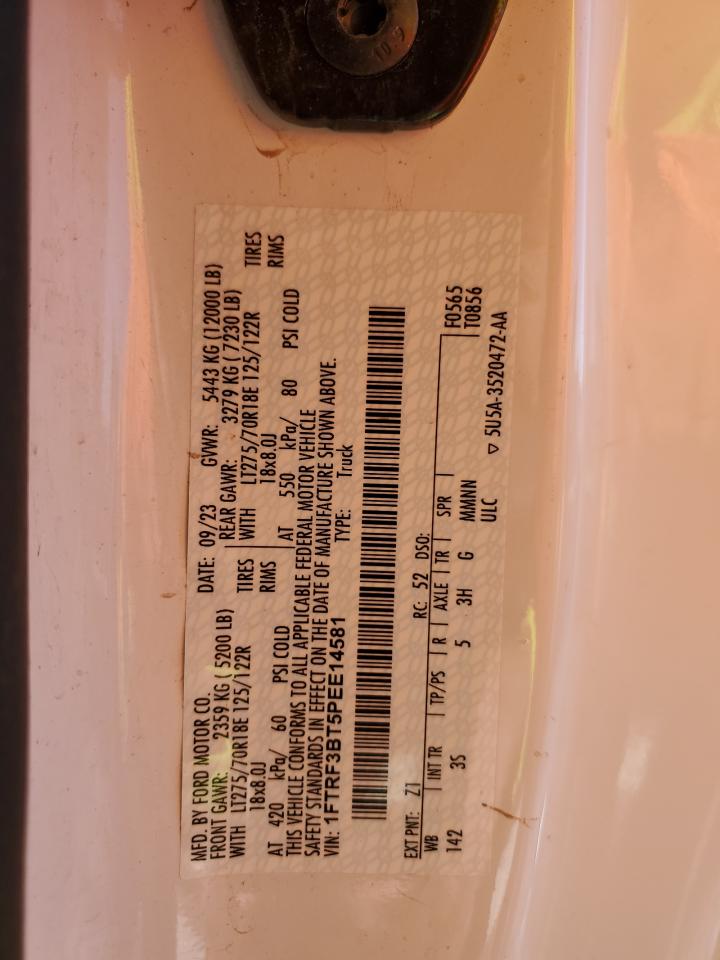 10.9
MFD. BY FORD MOTOR CO.
DATE: 09/23 GVWR: 5443 KG (12000 LB)
FRONT GAWR: 2359 KG ( 5200 LB)
REAR GAWR: 3279 KG ( 7230 LB)
WITH LT275/70R18E 125/122R TIRES
WITH LT275/70R18E 125/122R TIRES
18x8.0J RIMS
18x8.0J RIMS
AT 420 kPa/ 60 PSI COLD
AT 550 kPa/ 80 PSI COLD
THIS VEHICLE CONFORMS TO ALL APPLICABLE FEDERAL MOTOR VEHICLE
SAFETY STANDARDS IN EFFECT ON THE DATE OF MANUFACTURE SHOWN ABOVE.
VIN: 1FTRF3BT5PEE14581 TYPE: Truck
EXT PNT: Z1 RC: 52 DSO:
WB INT TR TP/PS R AXLE TR SPR F0565
142 3S 5 3H G MMNN T0856
ULC
▽ 5U5A-3520472-AA